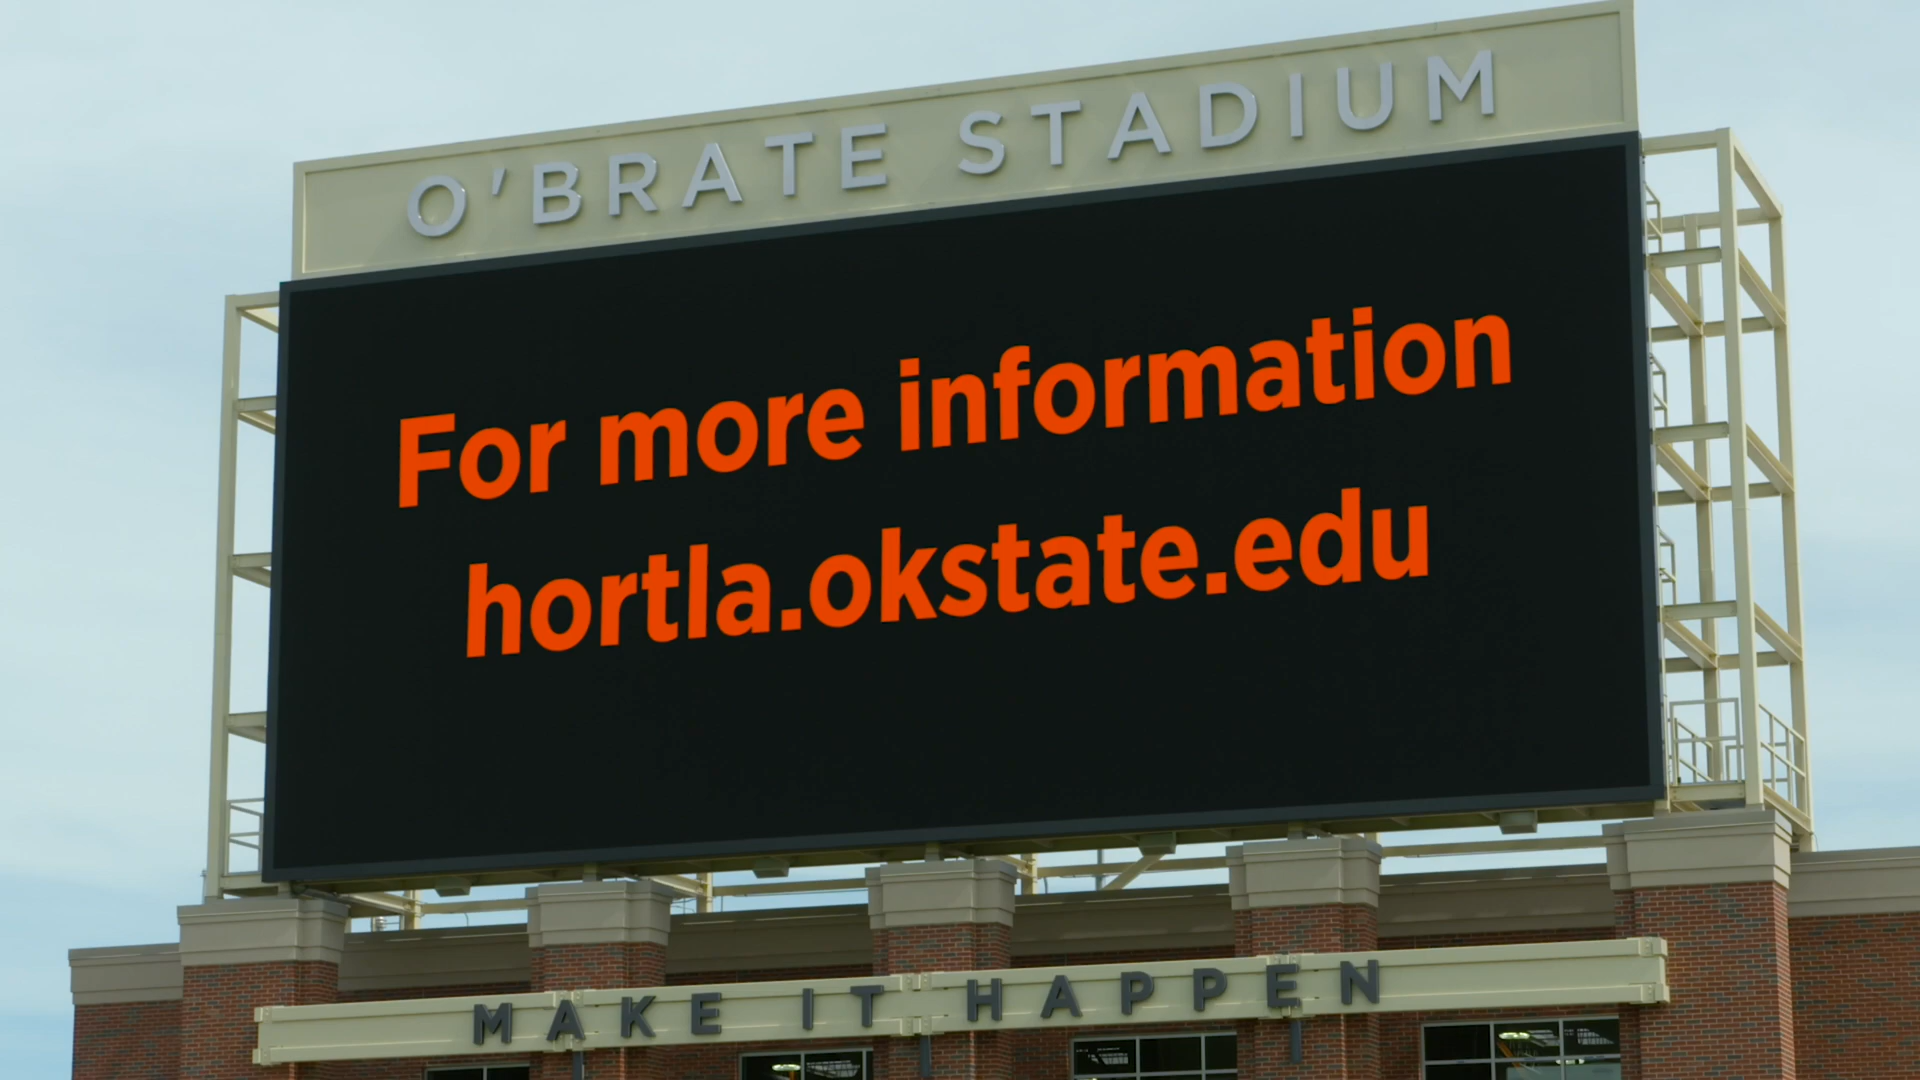 O'BRATE STADIUM
For more information
hortla.okstate.edu
MAKE IT HAPPEN